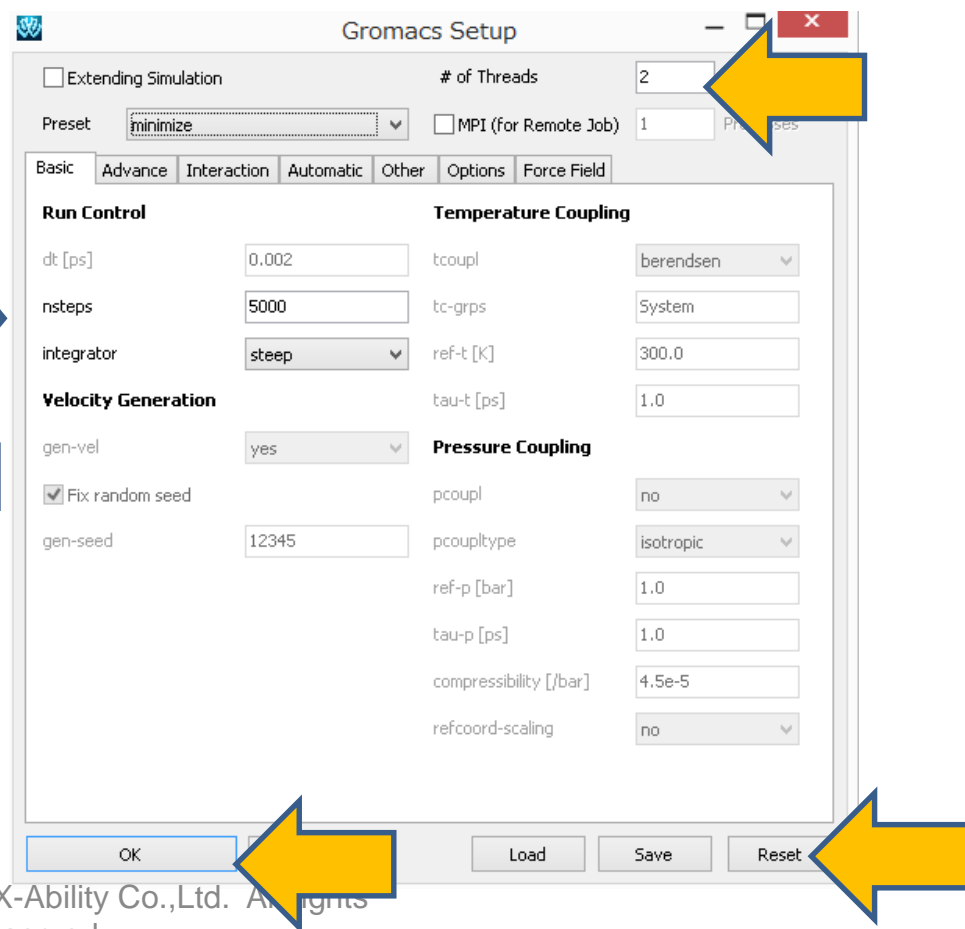 Gromacs Setup
Extending Simulation # of Threads 2
Preset minimize MPI (for Remote Job) 1
Basic Advance Interaction Automatic Other Options Force Field
Run Control Temperature Coupling
dt [ps] 0.002 tcoupl berendsen
nsteps 5000 tc-grps System
integrator steep ref-t [K] 300.0
Velocity Generation tau-t [ps] 1.0
gen-vel yes Pressure Coupling
Fix random seed pcoupl no
gen-seed 12345 pcoupltype isotropic
ref-p [bar] 1.0
tau-p [ps] 1.0
compressibility [/bar] 4.5e-5
refcoord-scaling no
OK Load Save Reset
X-Ability Co.,Ltd.